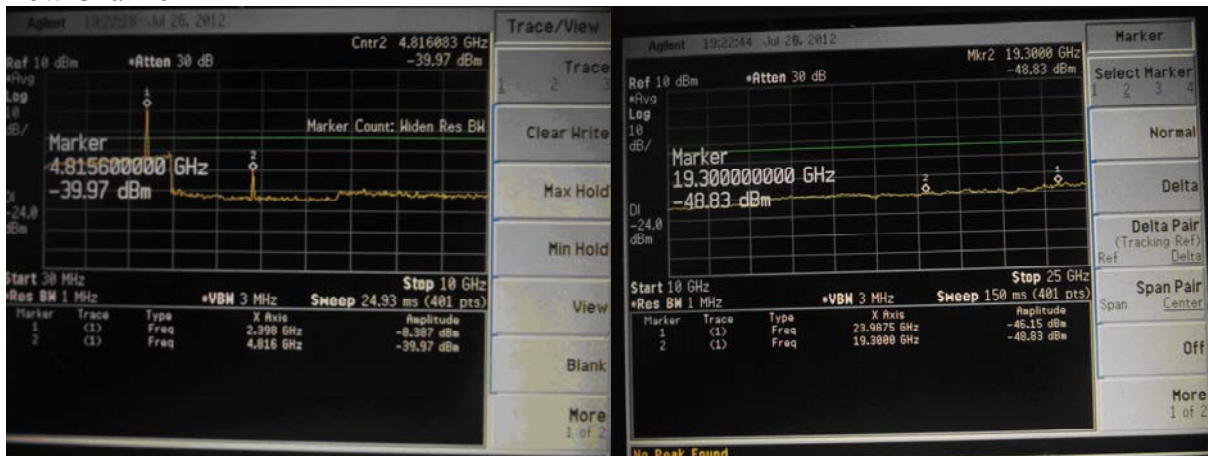 Agilent Jul 26, 2012
Trace/View
Cntr2 4.816083 GHz
Ref 10 dBm *Atten 30 dB -39.97 dBm
Trace
1 2 3
*Avg
Log
10
dB/
1
Marker Count: Widen Res BW
Clear Write
Marker
4.815600000 GHz
-39.97 dBm
2
Max Hold
DI
-24.0
dBm
Min Hold
Start 30 MHz Stop 10 GHz
*Res BW 1 MHz *VBW 3 MHz Sweep 24.93 ms (401 pts)
View
Marker Trace Type X Axis Amplitude
1 (1) Freq 2.398 GHz -8.387 dBm
2 (1) Freq 4.816 GHz -39.97 dBm
Blank
More
1 of 2
Agilent 19:22:44 Jul 26, 2012
Marker
Mkr2 19.3000 GHz
Ref 10 dBm *Atten 30 dB -48.83 dBm
Select Marker
1 2 3 4
*Avg
Log
10
dB/
Normal
Marker
19.300000000 GHz
-48.83 dBm
2
1
Delta
DI
-24.0
dBm
Delta Pair
(Tracking Ref)
Ref Delta
Start 10 GHz Stop 25 GHz
*Res BW 1 MHz *VBW 3 MHz Sweep 150 ms (401 pts)
Span Pair
Span Center
Marker Trace Type X Axis Amplitude
1 (1) Freq 23.9875 GHz -46.15 dBm
2 (1) Freq 19.3000 GHz -48.83 dBm
Off
More
1 of 2
No Peak Found